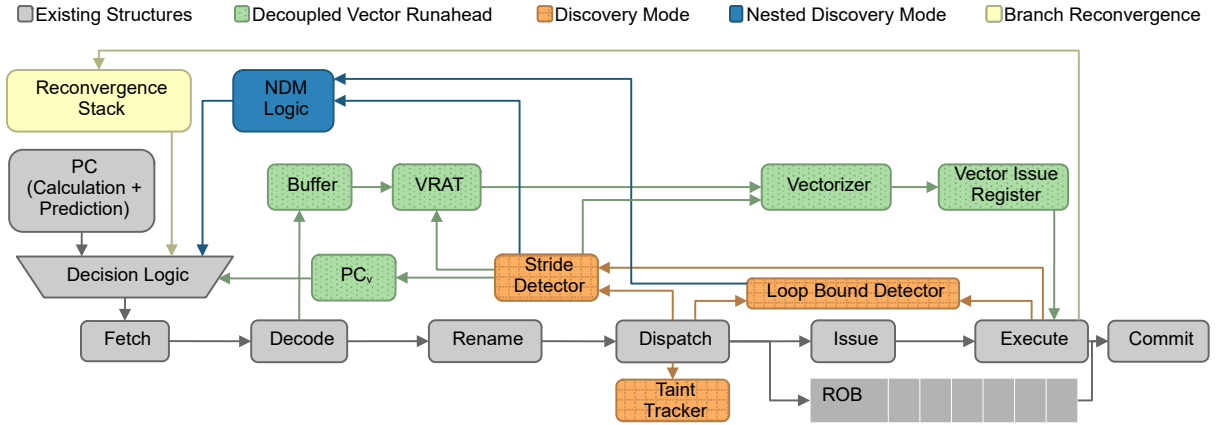 Existing Structures
Decoupled Vector Runahead
Discovery Mode
Nested Discovery Mode
Branch Reconvergence
Reconvergence
Stack
NDM
Logic
PC
(Calculation +
Prediction)
Buffer
VRAT
Vectorizer
Vector Issue
Register
Decision Logic
PCv
Stride
Detector
Loop Bound Detector
Fetch
Decode
Rename
Dispatch
Issue
Execute
Commit
Taint
Tracker
ROB